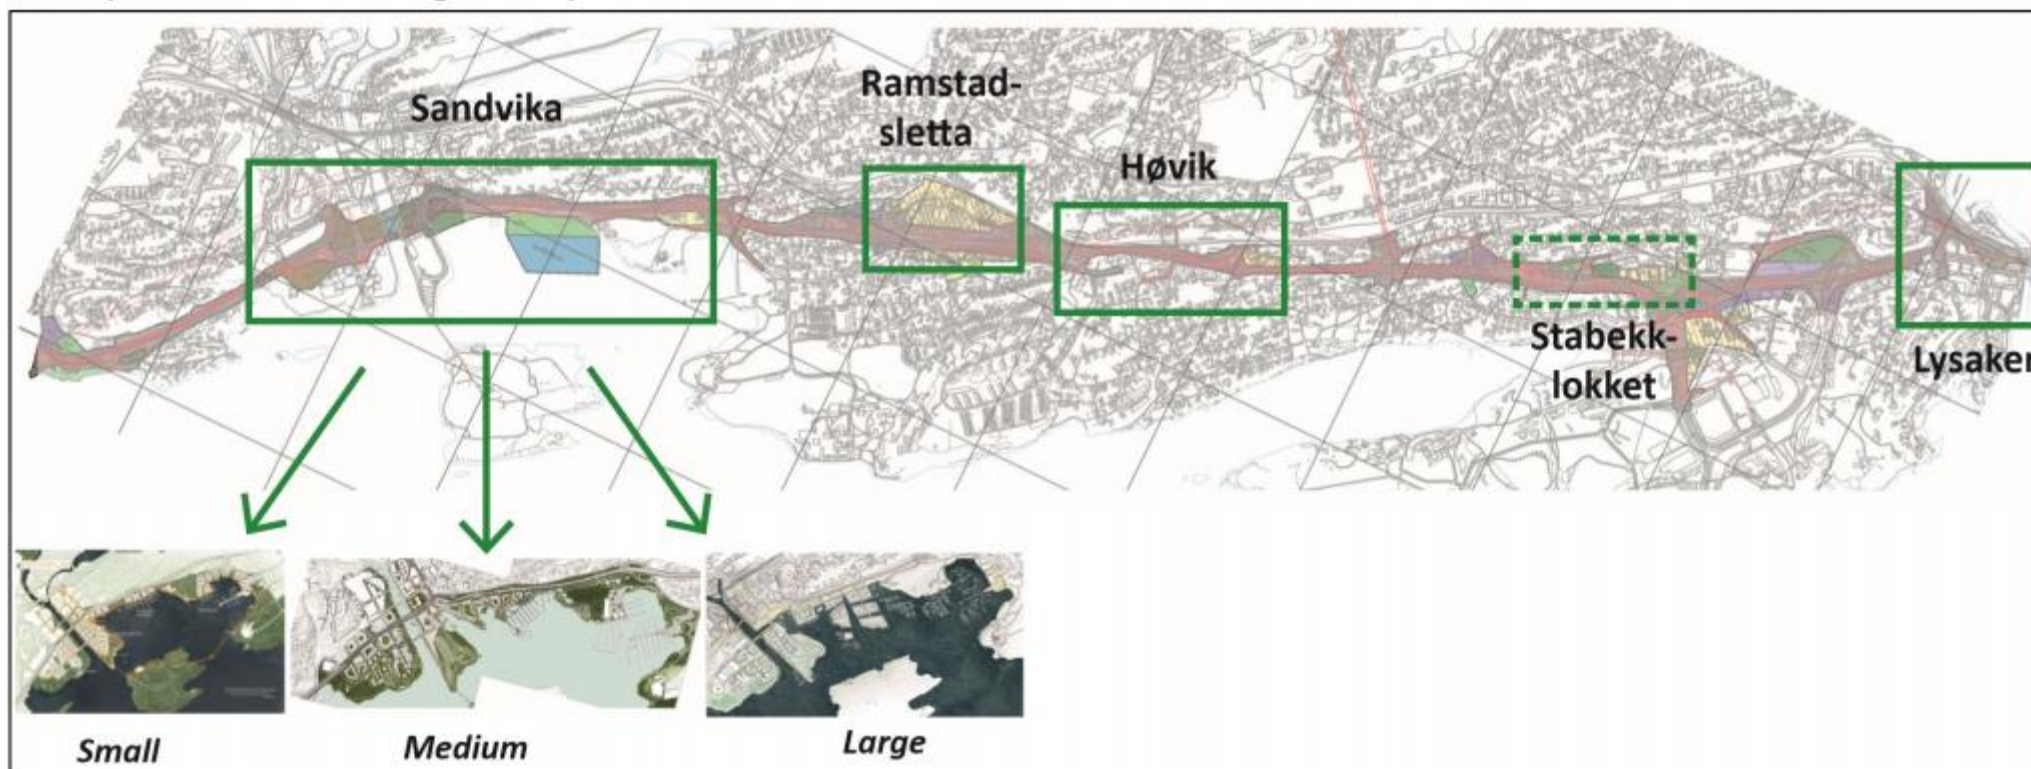 Sandvika
Ramstad-
sletta
Høvik
Stabekk-
lokket
Lysaker
Small
Medium
Large